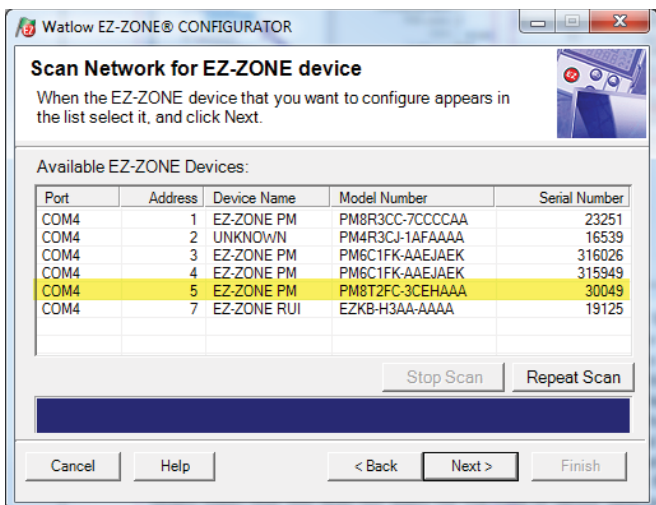 Watlow EZ-ZONE® CONFIGURATOR
Scan Network for EZ-ZONE device
When the EZ-ZONE device that you want to configure appears in
the list select it, and click Next.
EZ
Available EZ-ZONE Devices:
Port Address Device Name Model Number Serial Number
COM4 1 EZ-ZONE PM PM8R3CC-7CCCCAA 23251
COM4 2 UNKNOWN PM4R3CJ-1AFAAAA 16539
COM4 3 EZ-ZONE PM PM6C1FK-AAEJAEK 316026
COM4 4 EZ-ZONE PM PM6C1FK-AAEJAEK 315949
COM4 5 EZ-ZONE PM PM8T2FC-3CEHAAA 30049
COM4 7 EZ-ZONE RUI EZKB-H3AA-AAAA 19125
Stop Scan Repeat Scan
Cancel Help < Back Next > Finish